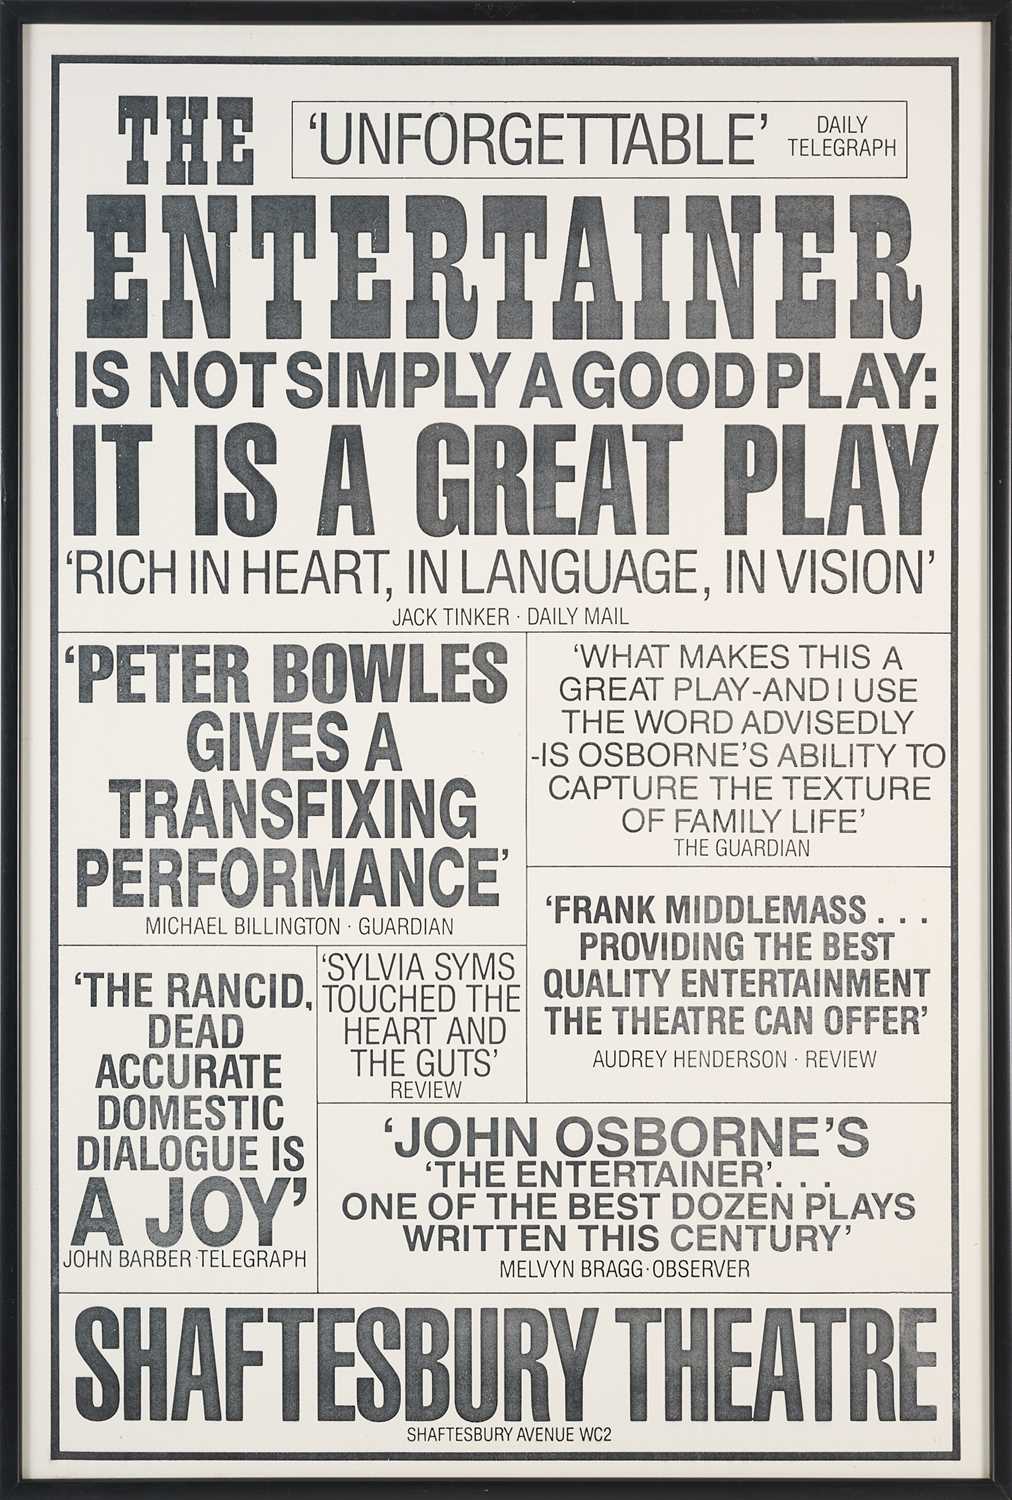 THE
'UNFORGETTABLE'
DAILY
TELEGRAPH
ENTERTAINER
IS NOT SIMPLY A GOOD PLAY:
IT IS A GREAT PLAY
'RICH IN HEART, IN LANGUAGE, IN VISION'
JACK TINKER · DAILY MAIL
'PETER BOWLES
GIVES A
TRANSFIXING
PERFORMANCE'
MICHAEL BILLINGTON · GUARDIAN
'WHAT MAKES THIS A
GREAT PLAY-AND I USE
THE WORD ADVISEDLY
-IS OSBORNE'S ABILITY TO
CAPTURE THE TEXTURE
OF FAMILY LIFE'
THE GUARDIAN
'FRANK MIDDLEMASS . . .
PROVIDING THE BEST
QUALITY ENTERTAINMENT
THE THEATRE CAN OFFER'
AUDREY HENDERSON · REVIEW
'THE RANCID,
DEAD
ACCURATE
DOMESTIC
DIALOGUE IS
A JOY'
JOHN BARBER · TELEGRAPH
'SYLVIA SYMS
TOUCHED THE
HEART AND
THE GUTS'
REVIEW
'JOHN OSBORNE'S
'THE ENTERTAINER'. . .
ONE OF THE BEST DOZEN PLAYS
WRITTEN THIS CENTURY'
MELVYN BRAGG · OBSERVER
SHAFTESBURY THEATRE
SHAFTESBURY AVENUE WC2